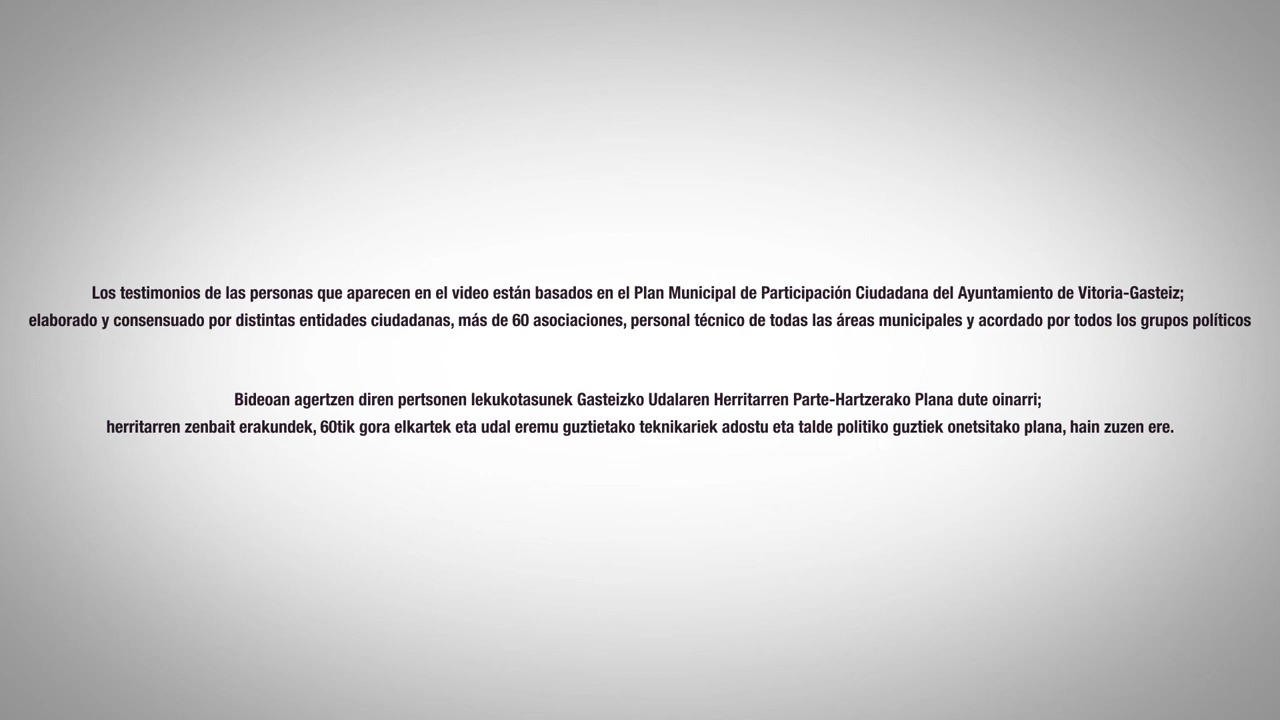 Los testimonios de las personas que aparecen en el video están basados en el Plan Municipal de Participación Ciudadana del Ayuntamiento de Vitoria-Gasteiz;
elaborado y consensuado por distintas entidades ciudadanas, más de 60 asociaciones, personal técnico de todas las áreas municipales y acordado por todos los grupos políticos
Bideoan agertzen diren pertsonen lekukotasunek Gasteizko Udalaren Herritarren Parte-Hartzerako Plana dute oinarri;
herritarren zenbait erakundek, 60tik gora elkartek eta udal eremu guztietako teknikariek adostu eta talde politiko guztiek onetsitako plana, hain zuzen ere.